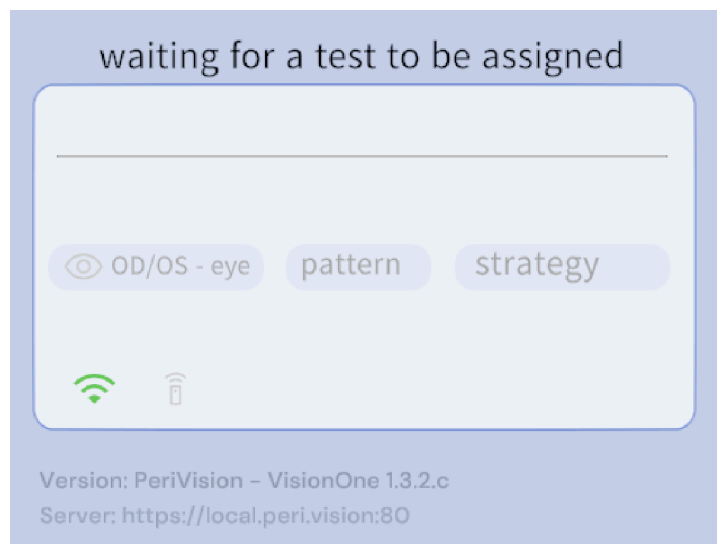 waiting for a test to be assigned
OD/OS - eye pattern strategy
Version: PeriVision – VisionOne 1.3.2.c
Server: https://local.peri.vision:80